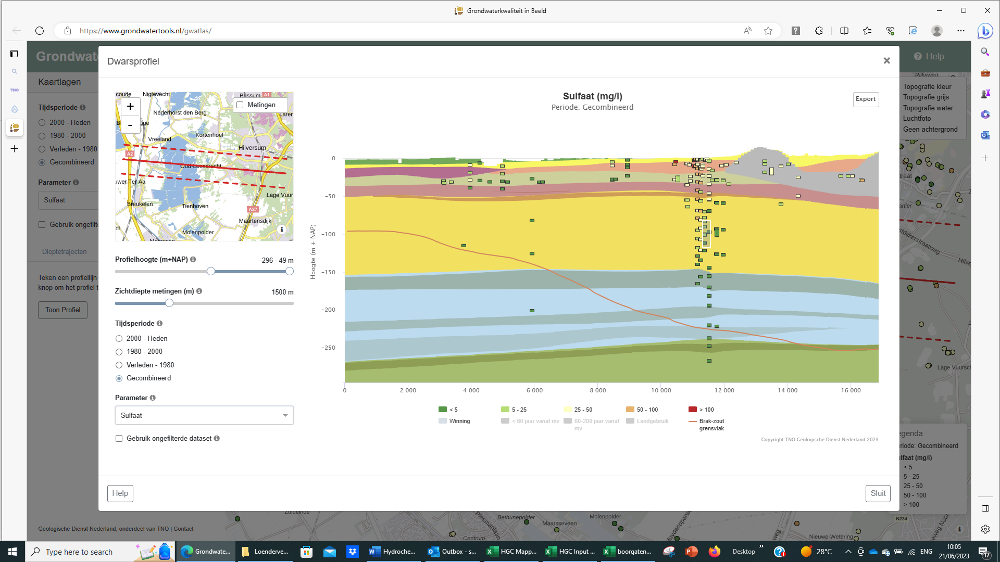 Grondwaterkwaliteit in Beeld
https://www.grondwatertools.nl/gwatlas/
Grondwate
Help
Kaartlagen
Tijdsperiode
2000 - Heden
1980 - 2000
Verleden - 1980
Gecombineerd
Parameter
Sulfaat
Gebruik ongefilte
Dieptetrajecten
Teken een profiellijn
knop om het profiel t
Toon Profiel
Geologische Dienst Nederland, onderdeel van TNO | Contact
TNO
Dwarsprofiel
×
coude
Nigtevecht
Bussum
A1
+
-
Metingen
Laren
Nederhorst den Berg
Kortenhoef
Vreeland
Hilversum
A2
Oud-Loosdrecht
uwer Ter Aa
Lage Vuur
Breukelen
Tienhoven
A27
Maartensdijk
Molenpolder
Profielhoogte (m+NAP)
-296 - 49 m
Zichtdiepte metingen (m)
1500 m
Tijdsperiode
2000 - Heden
1980 - 2000
Verleden - 1980
Gecombineerd
Parameter
Sulfaat
Gebruik ongefilterde dataset
Sulfaat (mg/l)
Periode: Gecombineerd
Export
Hoogte (m + NAP)
0
−50
−100
−150
−200
−250
0
2 000
4 000
6 000
8 000
10 000
12 000
14 000
16 000
< 5
5 - 25
25 - 50
50 - 100
> 100
Winning
< 60 jaar vanaf mv
60-200 jaar vanaf
mv
Landgebruik
Brak-zout
grensvlak
Copyright TNO Geologische Dienst Nederland 2023
Help
Sluit
Rijksweg
Topografie kleur
Topografie grijs
Topografie water
Luchtfoto
Geen achtergrond
straat
artier
stdijkerstraatweg
Hilve
Lage Vuursch
egenda
riode: Gecombineerd
lfaat (mg/l)
< 5
5 - 25
25 - 50
50 - 100
> 100
N234
Zuideinde
Plesmanlaan
Centrum
Bethunepolder
Maarsseveen
Molenpolder
Nieuwe-Wetering
Type here to search
Grondwate...
Loenderve...
Hydroche...
Outbox - s...
HGC Mapp...
HGC Input ...
boorgaten...
Desktop
28°C
ENG
10:05
21/06/2023
17